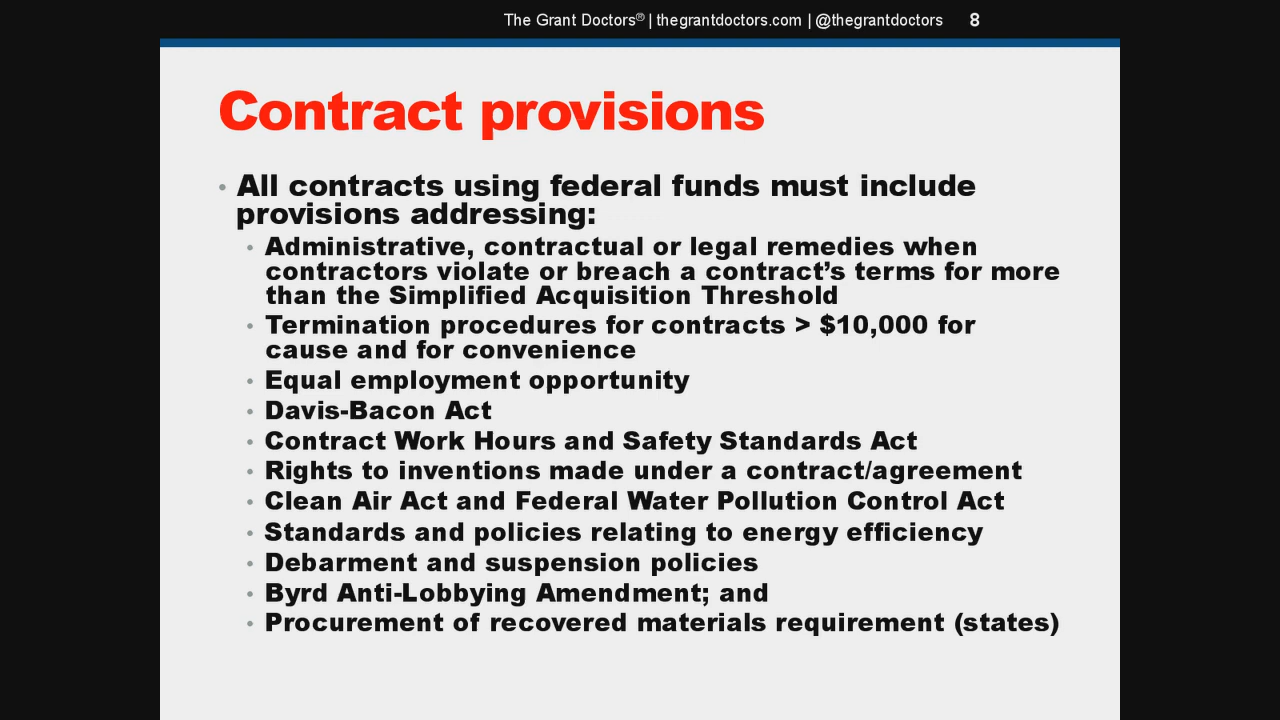 The Grant Doctors® | thegrantdoctors.com | @thegrantdoctors 8
Contract provisions
• All contracts using federal funds must include
provisions addressing:
• Administrative, contractual or legal remedies when
contractors violate or breach a contract’s terms for more
than the Simplified Acquisition Threshold
• Termination procedures for contracts > $10,000 for
cause and for convenience
• Equal employment opportunity
• Davis-Bacon Act
• Contract Work Hours and Safety Standards Act
• Rights to inventions made under a contract/agreement
• Clean Air Act and Federal Water Pollution Control Act
• Standards and policies relating to energy efficiency
• Debarment and suspension policies
• Byrd Anti-Lobbying Amendment; and
• Procurement of recovered materials requirement (states)